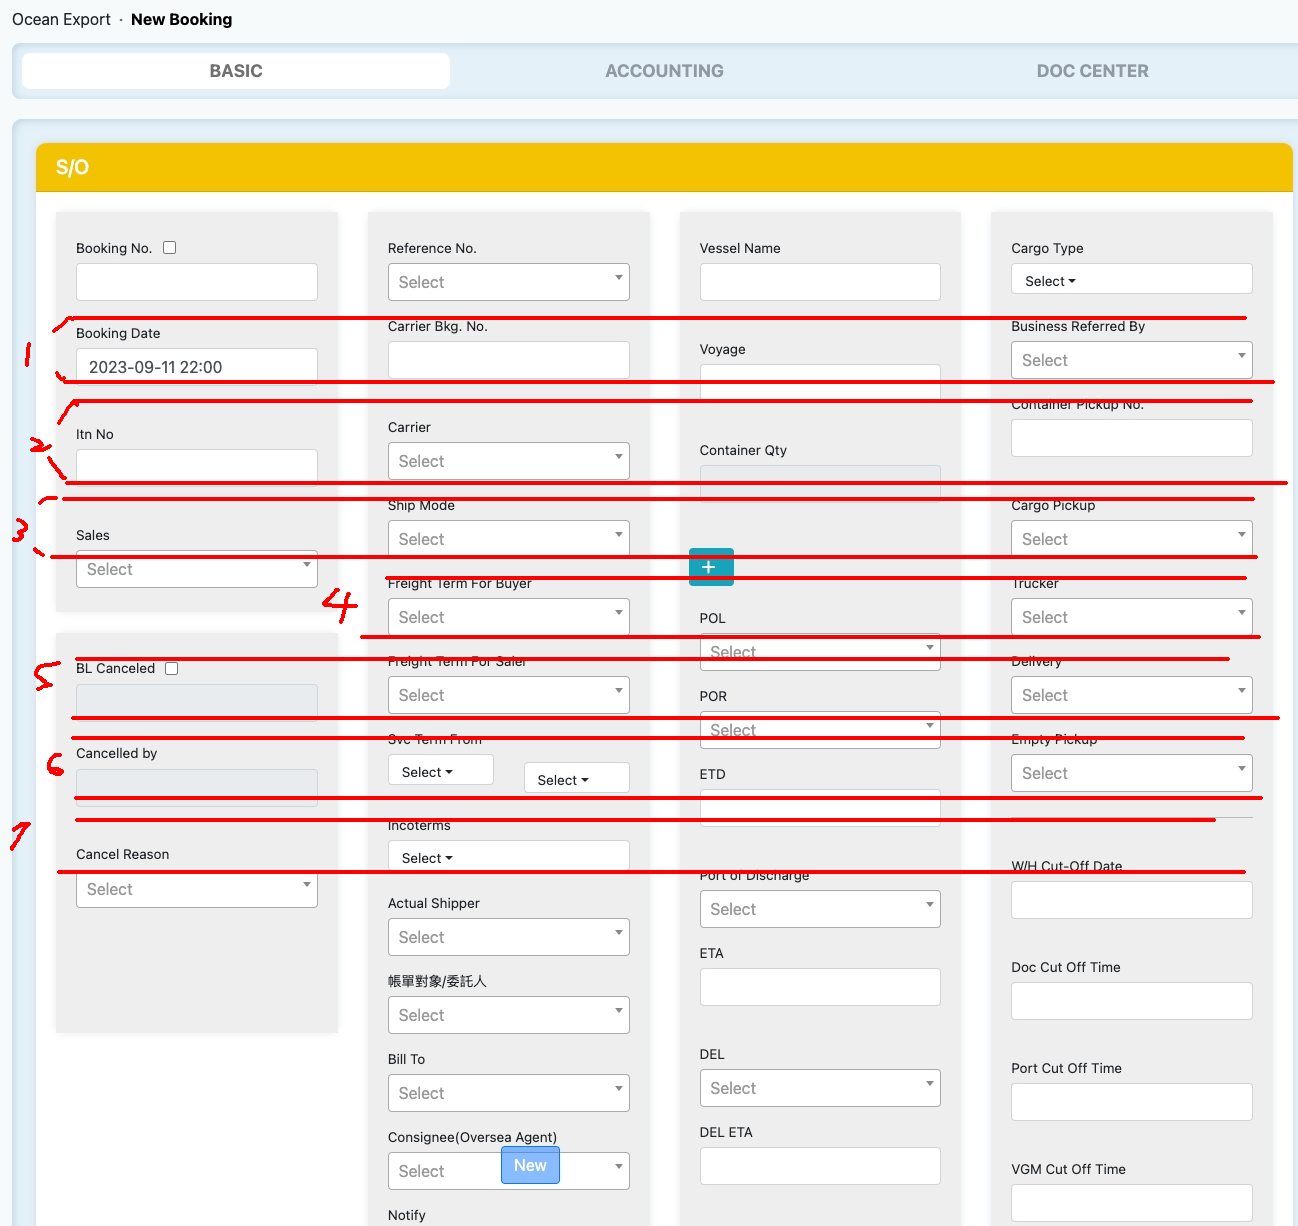 Ocean Export · New Booking
BASIC ACCOUNTING DOC CENTER
S/O
Booking No.
Booking Date
2023-09-11 22:00
Itn No
Sales
Select
BL Canceled
Cancelled by
Cancel Reason
Select
Reference No.
Select
Carrier Bkg. No.
Carrier
Select
Ship Mode
Select
Freight Term For Buyer
Select
Freight Term For Saler
Select
Svc Term From
Select Select
Incoterms
Select
Actual Shipper
Select
帳單對象/委託人
Select
Bill To
Select
Consignee(Oversea Agent)
Select
New
Notify
Vessel Name
Voyage
Container Qty
+
POL
Select
POR
Select
ETD
Port of Discharge
Select
ETA
DEL
Select
DEL ETA
Cargo Type
Select
Business Referred By
Select
Container Pickup No.
Cargo Pickup
Select
Trucker
Select
Delivery
Select
Empty Pickup
Select
W/H Cut-Off Date
Doc Cut Off Time
Port Cut Off Time
VGM Cut Off Time
1
2
3
4
5
6
7